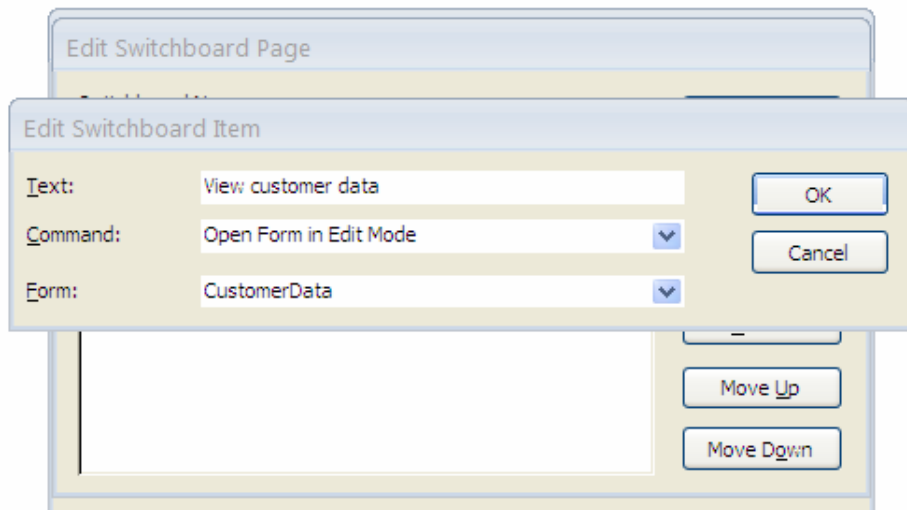 Edit Switchboard Page
Edit Switchboard Item
Text: View customer data OK
Command: Open Form in Edit Mode Cancel
Form: CustomerData
Move Up
Move Down